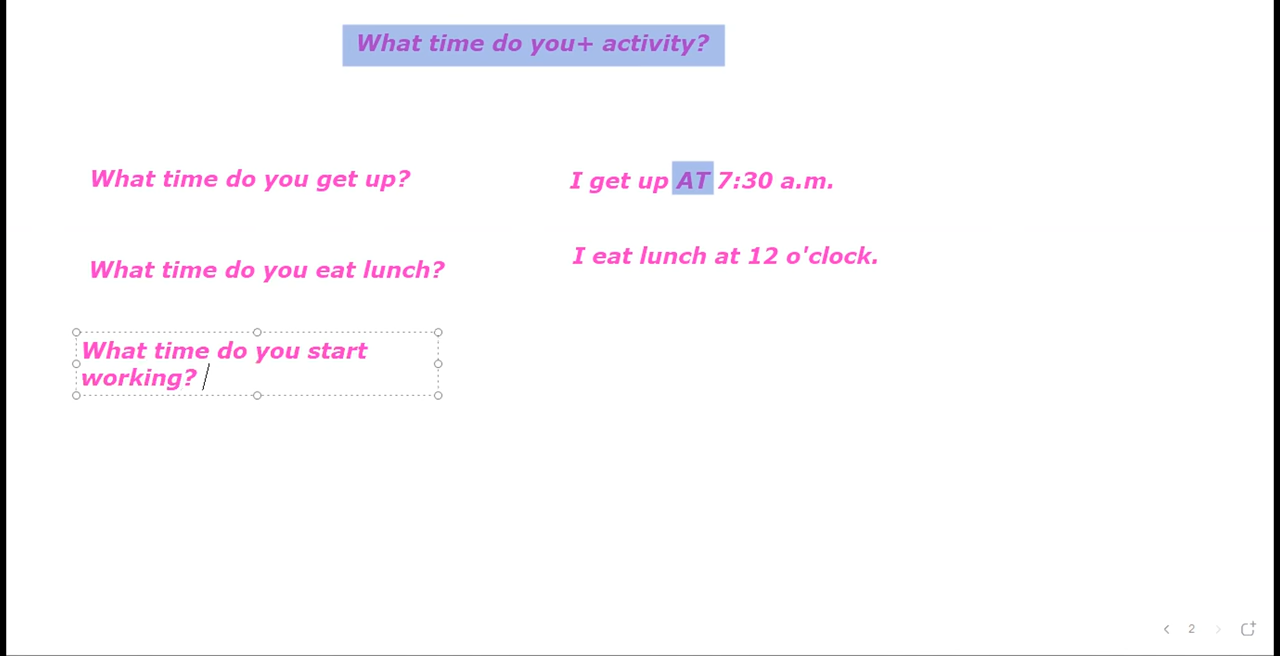 What time do you+ activity?
What time do you get up?
I get up AT 7:30 a.m.
What time do you eat lunch?
I eat lunch at 12 o'clock.
What time do you start
working?
2